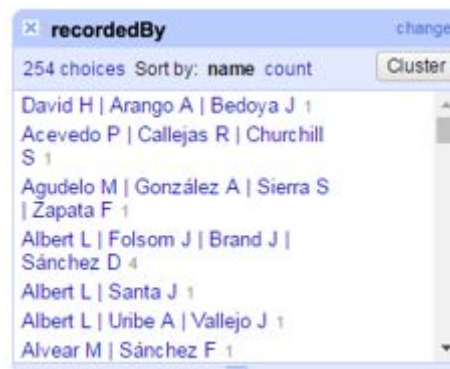 recordedBy change
254 choices Sort by: name count Cluster
David H | Arango A | Bedoya J 1
Acevedo P | Callejas R | Churchill
S 1
Agudelo M | González A | Sierra S
| Zapata F 1
Albert L | Folsom J | Brand J |
Sánchez D 4
Albert L | Santa J 1
Albert L | Uribe A | Vallejo J 1
Alvear M | Sánchez F 1